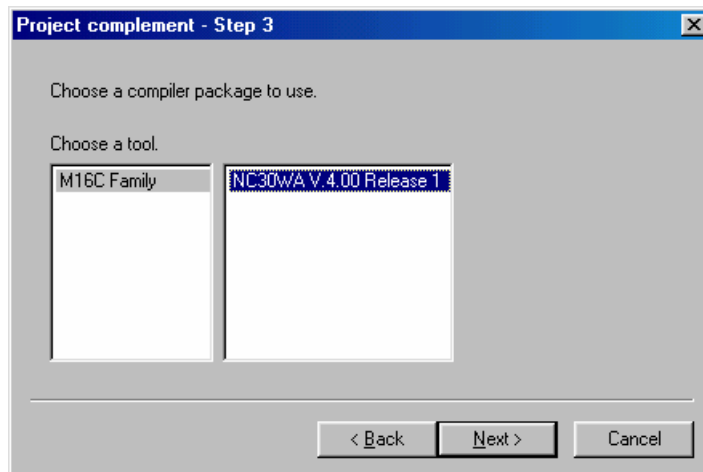 Project complement - Step 3
Choose a compiler package to use.
Choose a tool.
M16C Family
NC30WA V.4.00 Release 1
< Back
Next >
Cancel